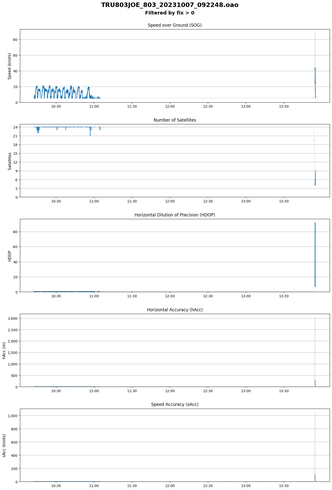 TRU803JOE_803_20231007_092248.oao
Filtered by fix > 0
Speed over Ground (SOG)
Speed (knots)
80
60
40
20
0
10:30 11:00 11:30 12:00 12:30 13:00 13:30
Number of Satellites
Satellites
24
21
18
15
12
9
6
3
0
10:30 11:00 11:30 12:00 12:30 13:00 13:30
Horizontal Dilution of Precision (HDOP)
HDOP
80
60
40
20
0
10:30 11:00 11:30 12:00 12:30 13:00 13:30
Horizontal Accuracy (hAcc)
hAcc (m)
3,000
2,500
2,000
1,500
1,000
500
0
10:30 11:00 11:30 12:00 12:30 13:00 13:30
Speed Accuracy (sAcc)
sAcc (knots)
1,000
800
600
400
200
0
10:30 11:00 11:30 12:00 12:30 13:00 13:30